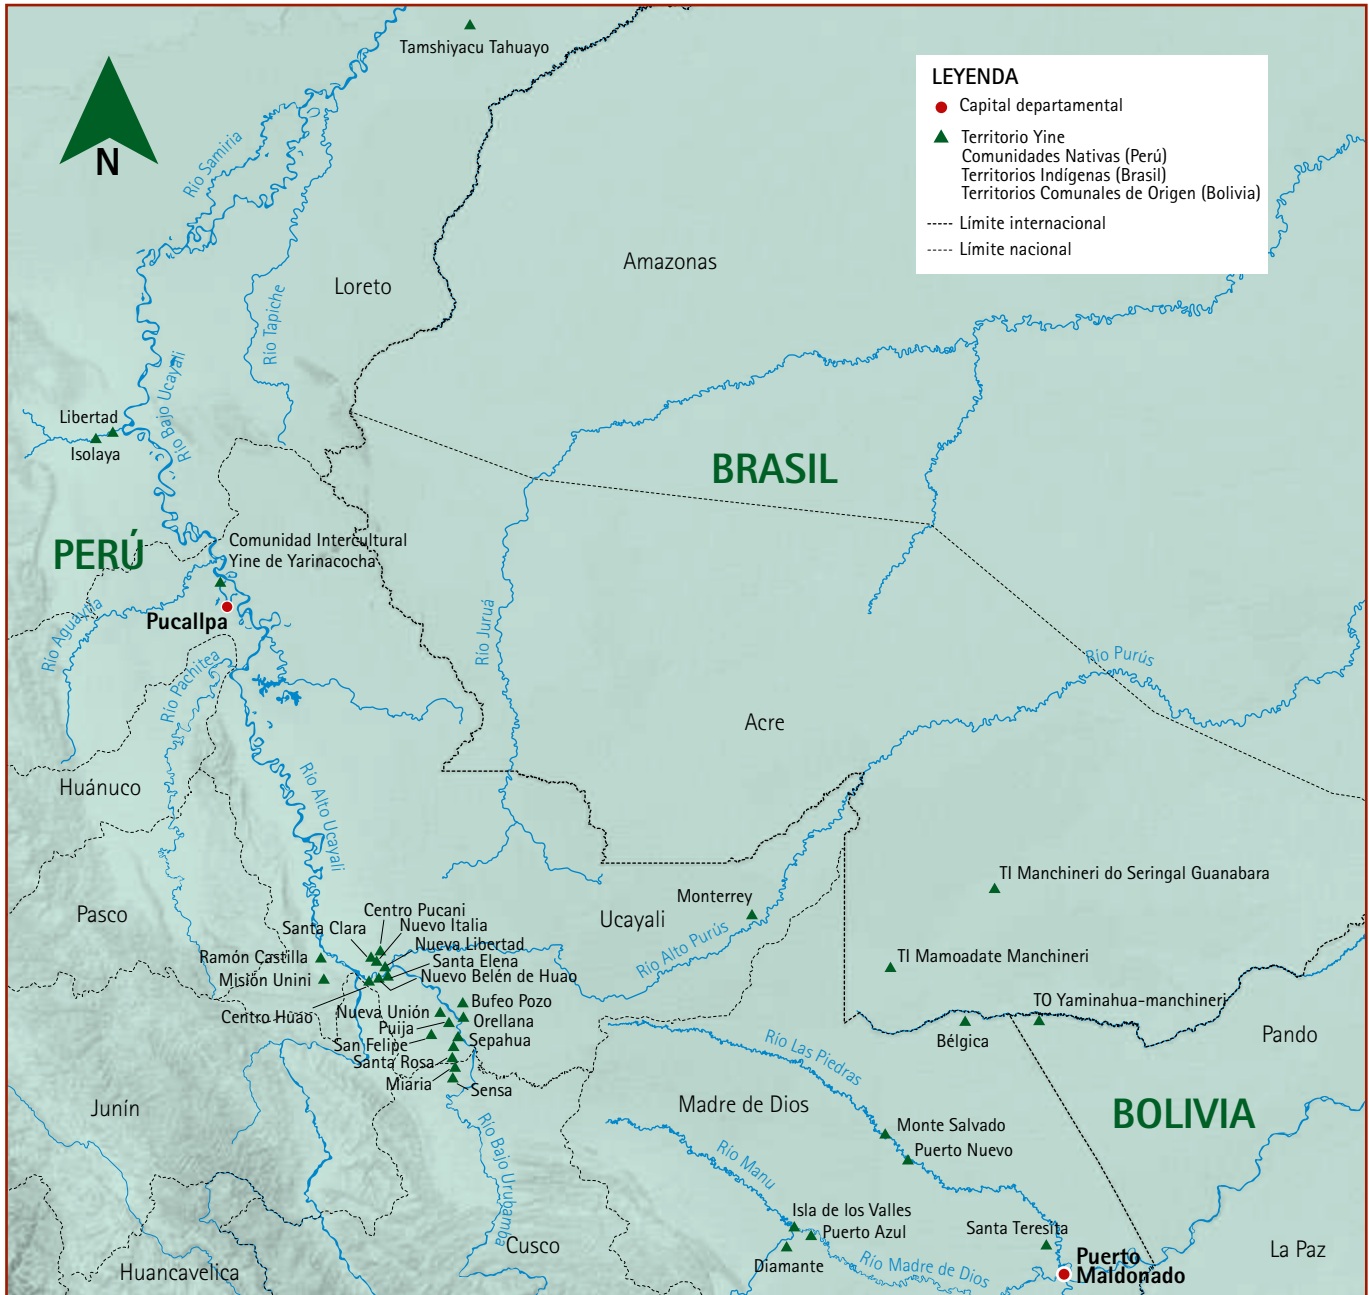 Tamshiyacu Tahuayo
LEYENDA
Capital departamental
Territorio Yine
Comunidades Nativas (Perú)
Territorios Indígenas (Brasil)
Territorios Comunales de Origen (Bolivia)
Límite internacional
Límite nacional
N
Río Samiria
Loreto
Amazonas
Río Tapiche
Río Bajo Ucayali
Libertad
Isolaya
BRASIL
PERÚ
Comunidad Intercultural
Yine de Yarinacocha
Pucallpa
Río Aguaytía
Río Pachitea
Río Juruá
Río Purús
Acre
Huánuco
Río Alto Ucayali
Pasco
TI Manchineri do Seringal Guanabara
Monterrey
Ucayali
Río Alto Purús
Centro Pucani
Nuevo Italia
Santa Clara
Nueva Libertad
Ramón Castilla
Santa Elena
Misión Unini
Nuevo Belén de Huao
TI Mamoadate Manchineri
Centro Huao
Nueva Unión
Bufeo Pozo
Puija
Orellana
San Felipe
Sepahua
Santa Rosa
Miaria
Sensa
TO Yaminahua-manchineri
Bélgica
Pando
Río Las Piedras
Junín
Madre de Dios
BOLIVIA
Monte Salvado
Puerto Nuevo
Río Bajo Urubamba
Río Manu
Isla de los Valles
Puerto Azul
Diamante
Santa Teresita
Río Madre de Dios
Puerto
Maldonado
La Paz
Cusco
Huancavelica